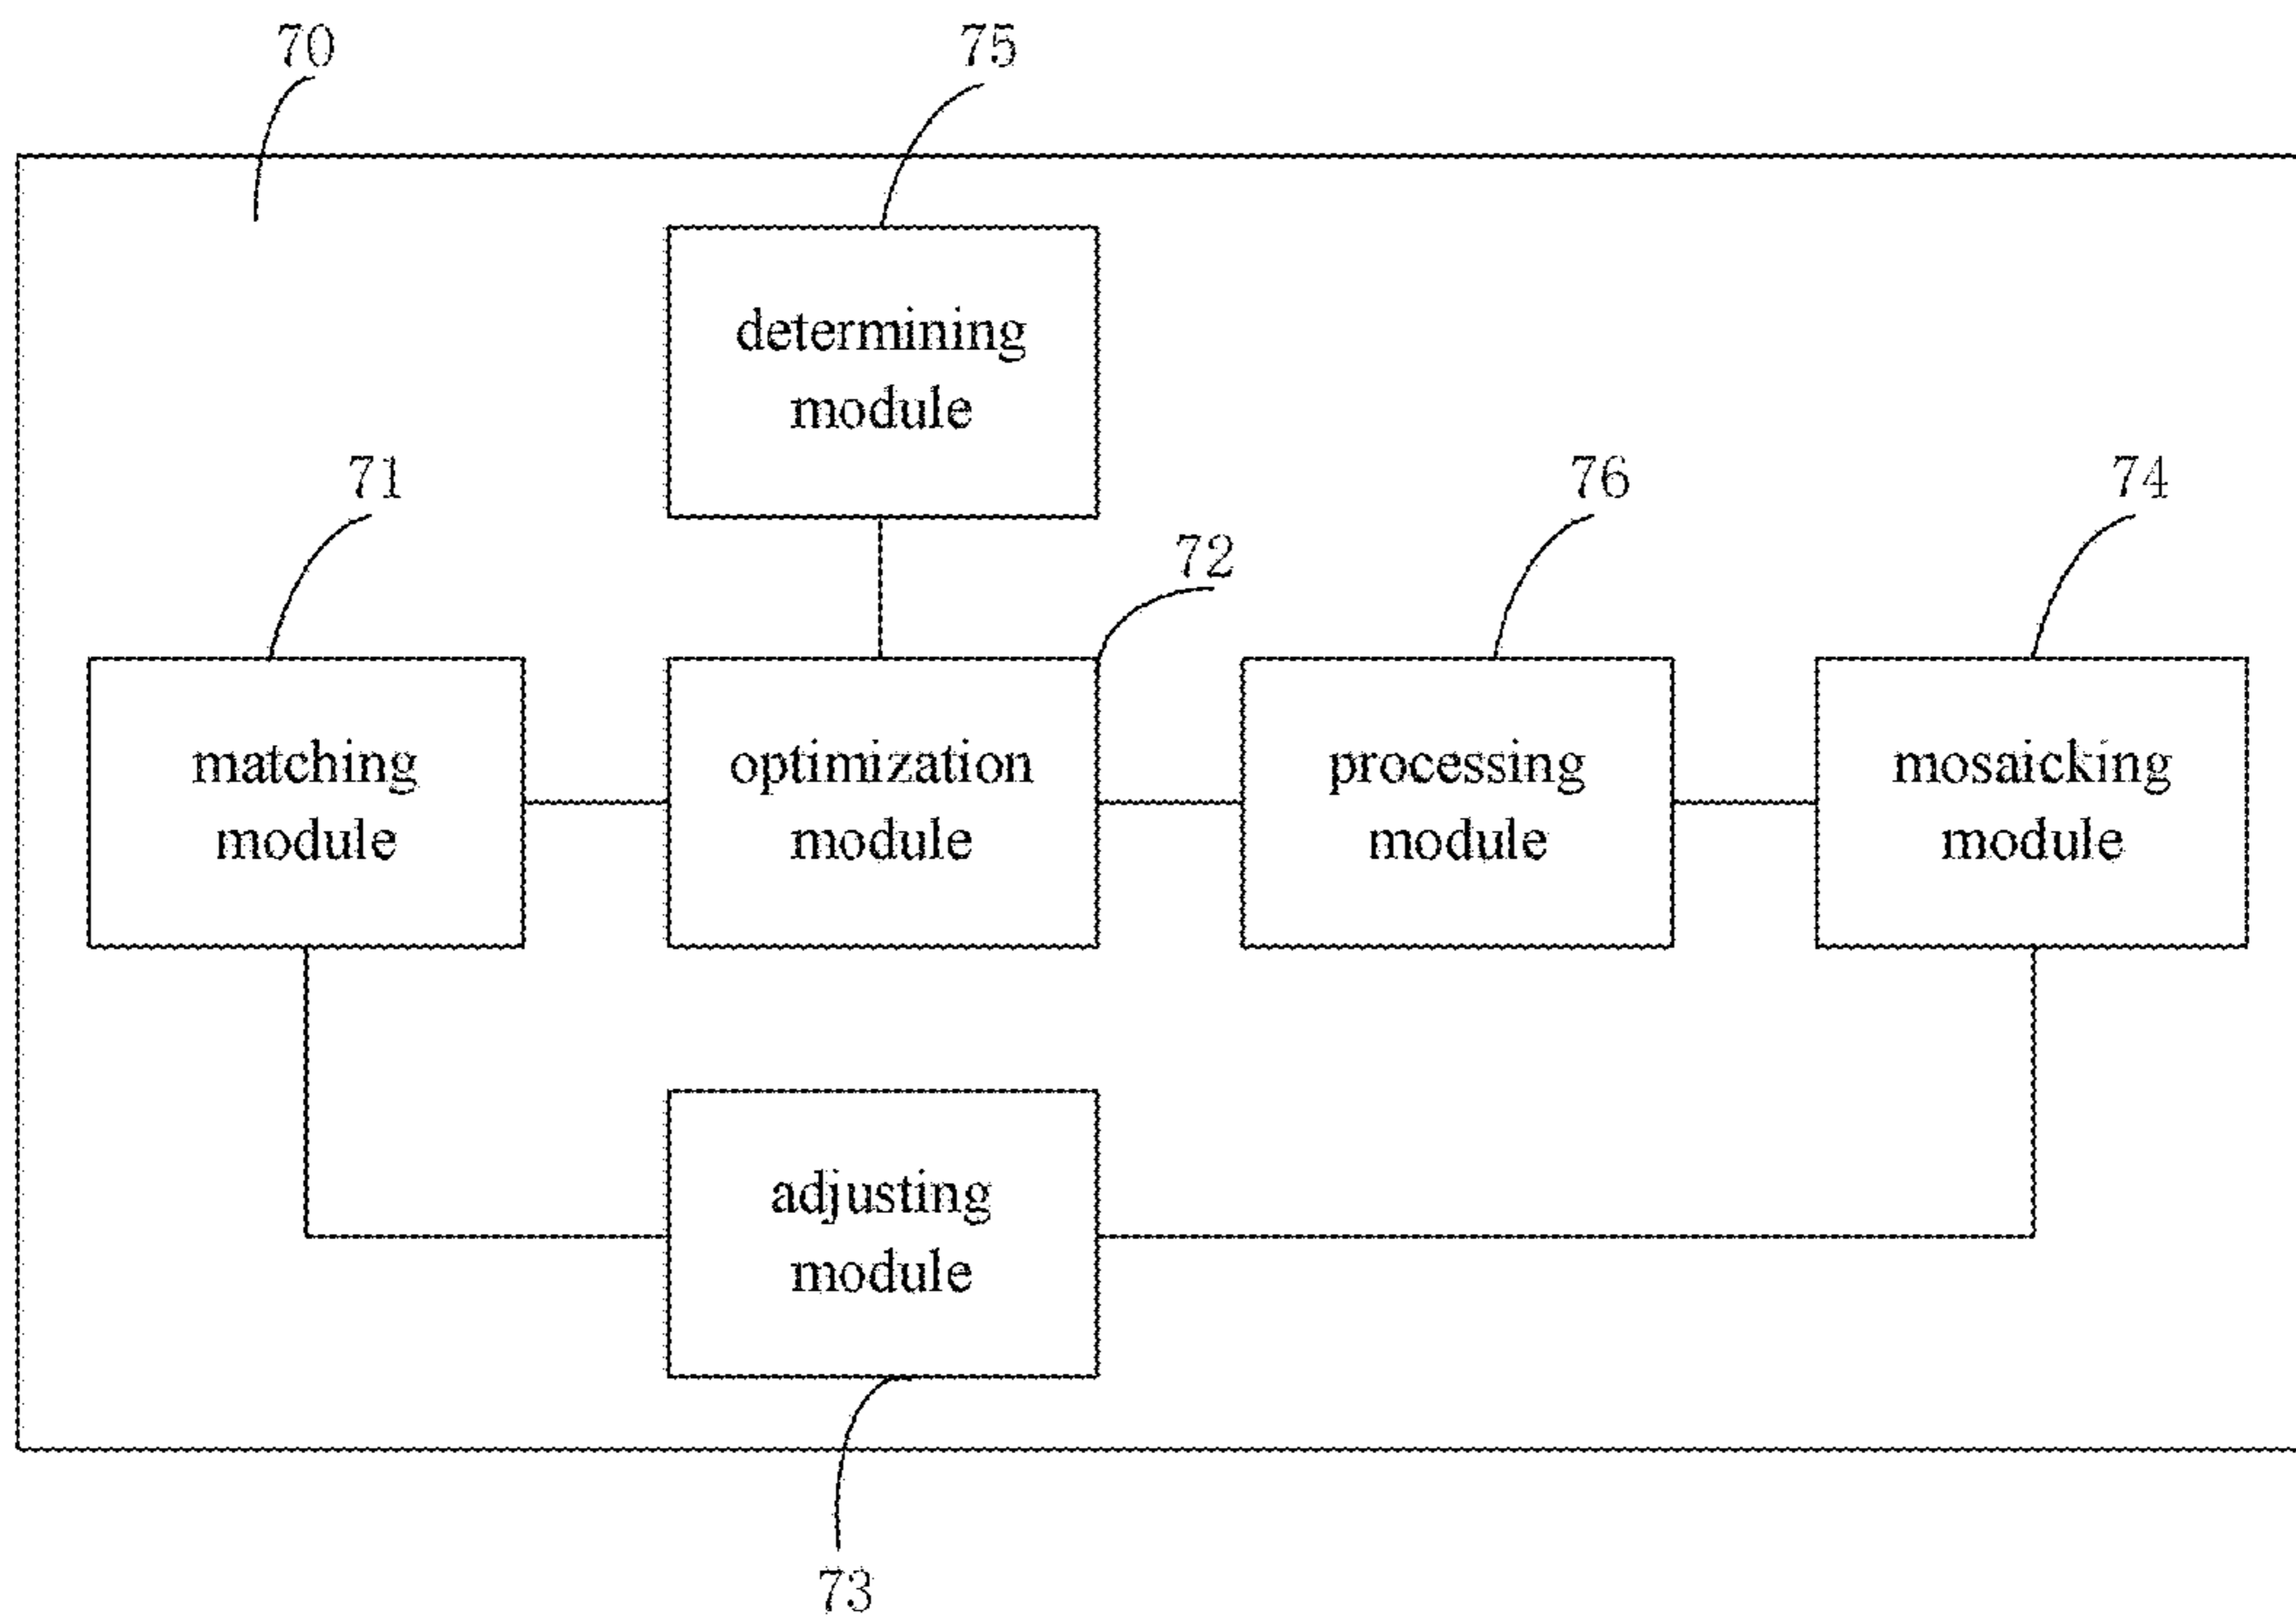 70
75
determining
module
71
76
74
72
matching
module
optimization
module
processing
module
mosaicking
module
adjusting
module
73